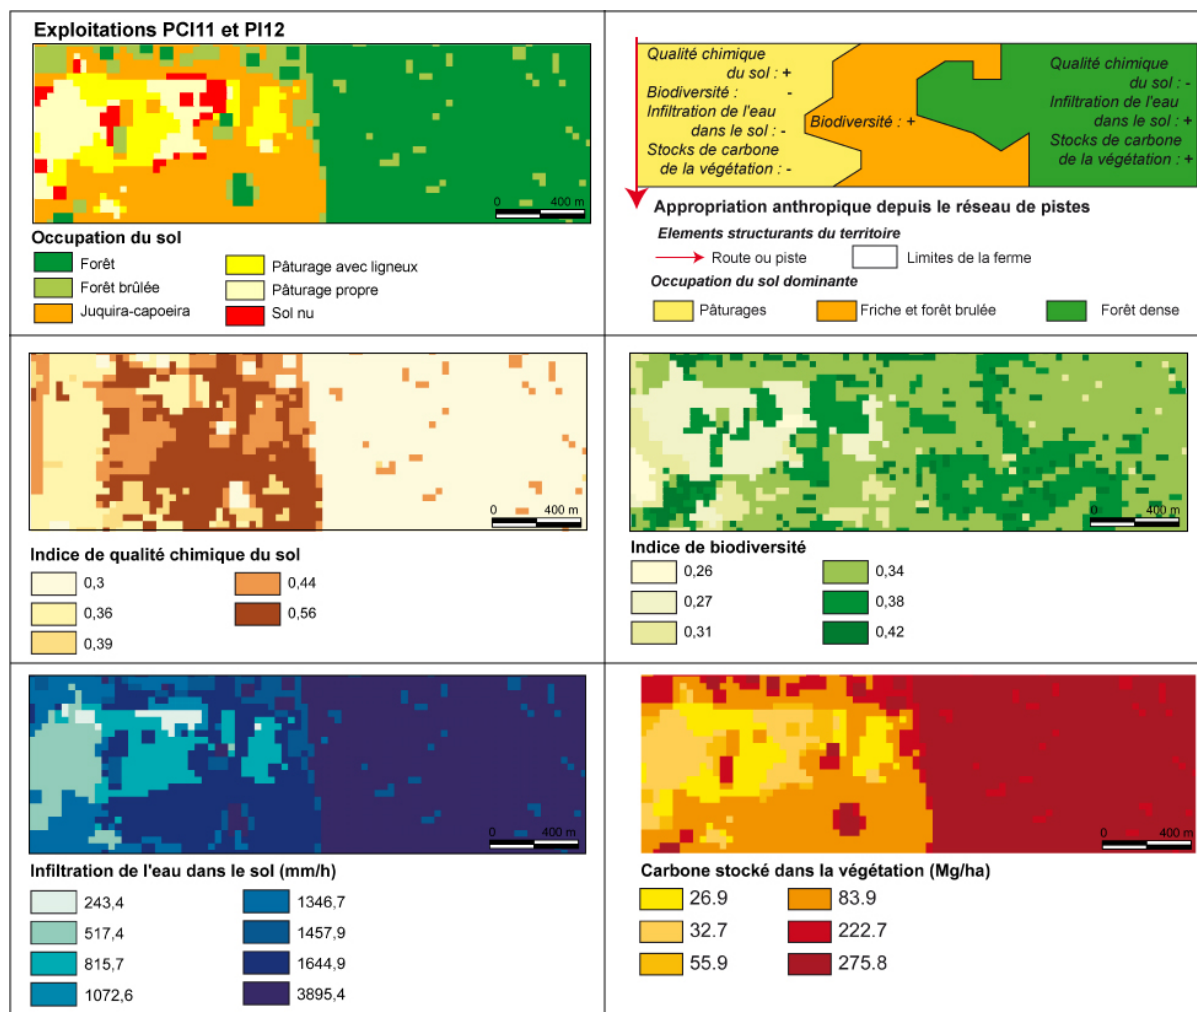 Exploitations PCI11 et PI12
0 400 m
Occupation du sol
Forêt
Forêt brûlée
Juquira-capoeira
Pâturage avec ligneux
Pâturage propre
Sol nu
Qualité chimique
du sol : +
Biodiversité : -
Infiltration de l'eau
dans le sol : -
Stocks de carbone
de la végétation : -
Biodiversité : +
Qualité chimique
du sol : -
Infiltration de l'eau
dans le sol : +
Stocks de carbone
de la végétation : +
Appropriation anthropique depuis le réseau de pistes
Elements structurants du territoire
Route ou piste
Limites de la ferme
Occupation du sol dominante
Pâturages
Friche et forêt brulée
Forêt dense
0 400 m
Indice de qualité chimique du sol
0,3
0,36
0,39
0,44
0,56
0 400 m
Indice de biodiversité
0,26
0,27
0,31
0,34
0,38
0,42
0 400 m
Infiltration de l'eau dans le sol (mm/h)
243,4
517,4
815,7
1072,6
1346,7
1457,9
1644,9
3895,4
0 400 m
Carbone stocké dans la végétation (Mg/ha)
26.9
32.7
55.9
83.9
222.7
275.8